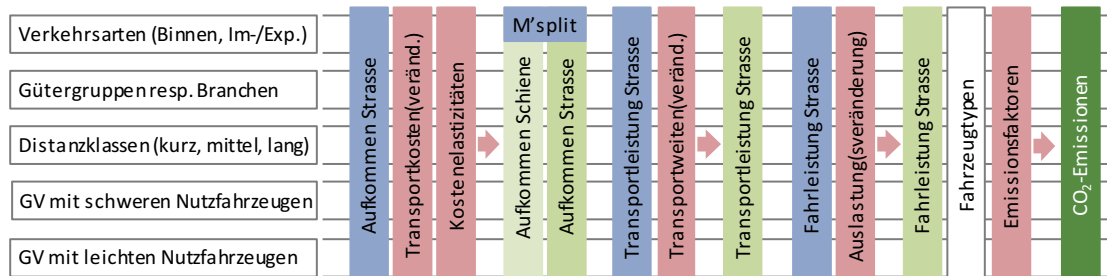 Verkehrsarten (Binnen, Im-/Exp.)
Gütergruppen resp. Branchen
Distanzklassen (kurz, mittel, lang)
GV mit schweren Nutzfahrzeugen
GV mit leichten Nutzfahrzeugen
Aufkommen Strasse
Transportkosten(veränd.)
Kostenelastizitäten
M'split
Aufkommen Schiene
Aufkommen Strasse
Transportleistung Strasse
Transportweiten(veränd.)
Transportleistung Strasse
Fahrleistung Strasse
Auslastung(sveränderung)
Fahrleistung Strasse
Fahrzeugtypen
Emissionsfaktoren
CO₂-Emissionen